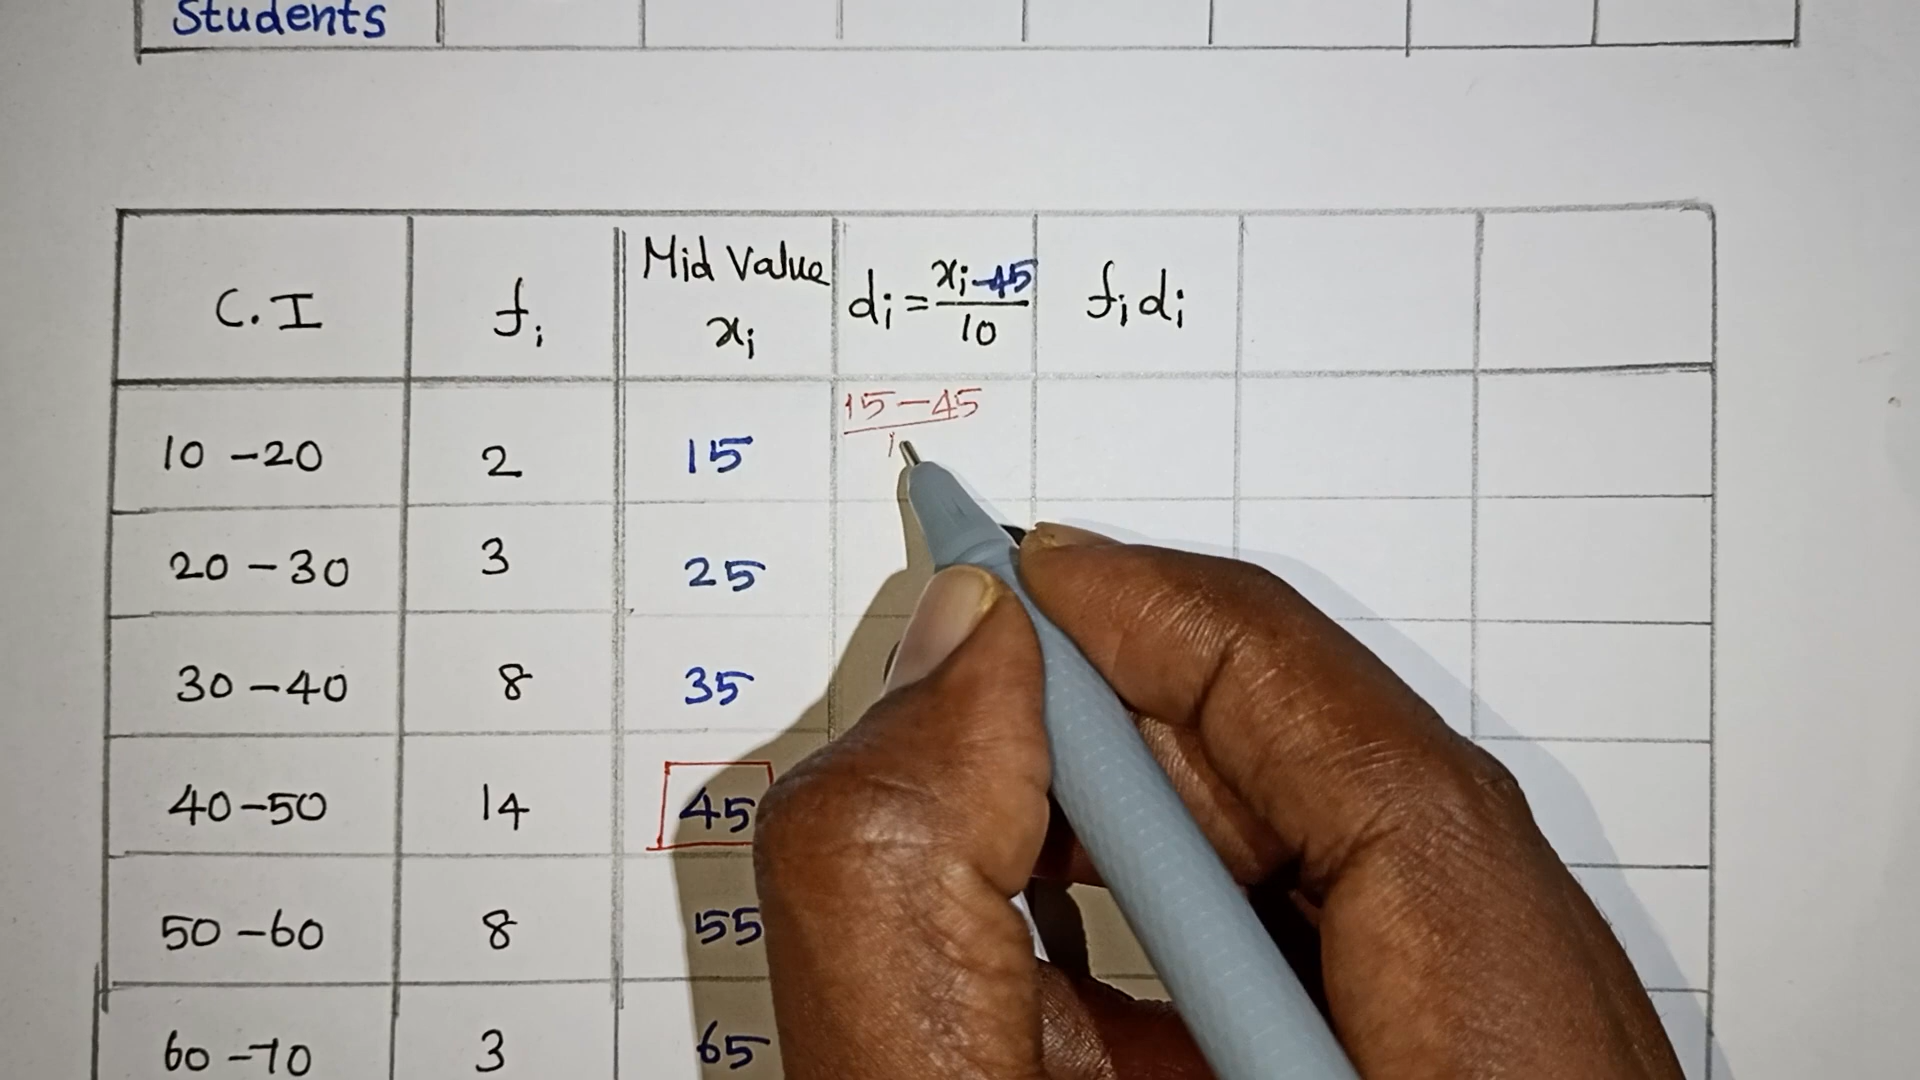 Students
C.I fᵢ Mid Value xᵢ dᵢ = xᵢ-45 / 10 fᵢdᵢ
10 - 20 2 15 15 - 45 / 1
20 - 30 3 25
30 - 40 8 35
40 - 50 14 45
50 - 60 8 55
60 - 70 3 65